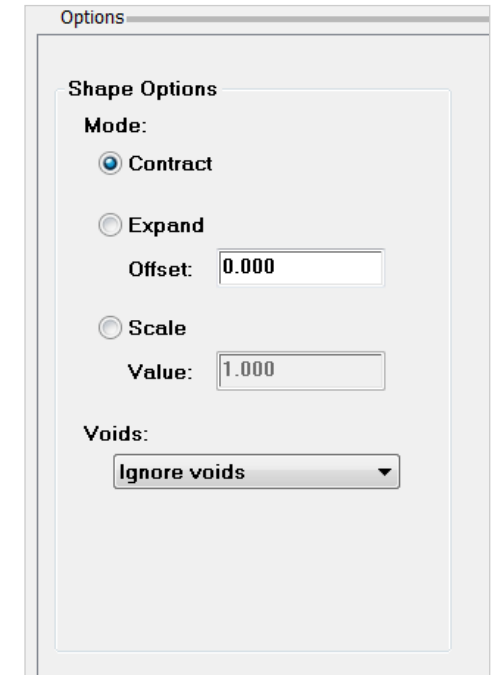 Options
Shape Options
Mode:
Contract
Expand
Offset: 0.000
Scale
Value: 1.000
Voids:
Ignore voids